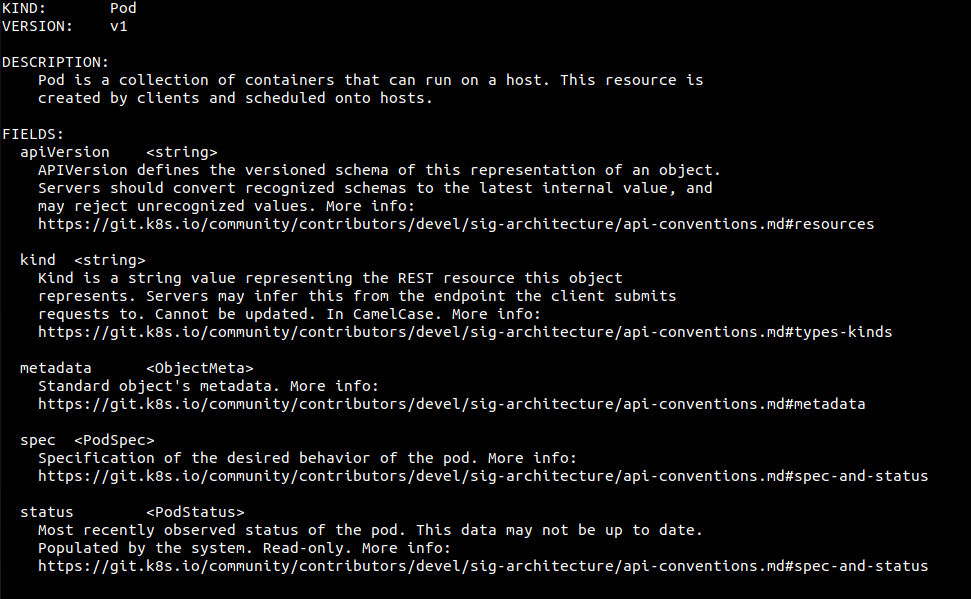 KIND:       Pod
VERSION:    v1

DESCRIPTION:
    Pod is a collection of containers that can run on a host. This resource is
    created by clients and scheduled onto hosts.

FIELDS:
  apiVersion    <string>
    APIVersion defines the versioned schema of this representation of an object.
    Servers should convert recognized schemas to the latest internal value, and
    may reject unrecognized values. More info:
    https://git.k8s.io/community/contributors/devel/sig-architecture/api-conventions.md#resources

  kind  <string>
    Kind is a string value representing the REST resource this object
    represents. Servers may infer this from the endpoint the client submits
    requests to. Cannot be updated. In CamelCase. More info:
    https://git.k8s.io/community/contributors/devel/sig-architecture/api-conventions.md#types-kinds

  metadata      <ObjectMeta>
    Standard object's metadata. More info:
    https://git.k8s.io/community/contributors/devel/sig-architecture/api-conventions.md#metadata

  spec  <PodSpec>
    Specification of the desired behavior of the pod. More info:
    https://git.k8s.io/community/contributors/devel/sig-architecture/api-conventions.md#spec-and-status

  status        <PodStatus>
    Most recently observed status of the pod. This data may not be up to date.
    Populated by the system. Read-only. More info:
    https://git.k8s.io/community/contributors/devel/sig-architecture/api-conventions.md#spec-and-status